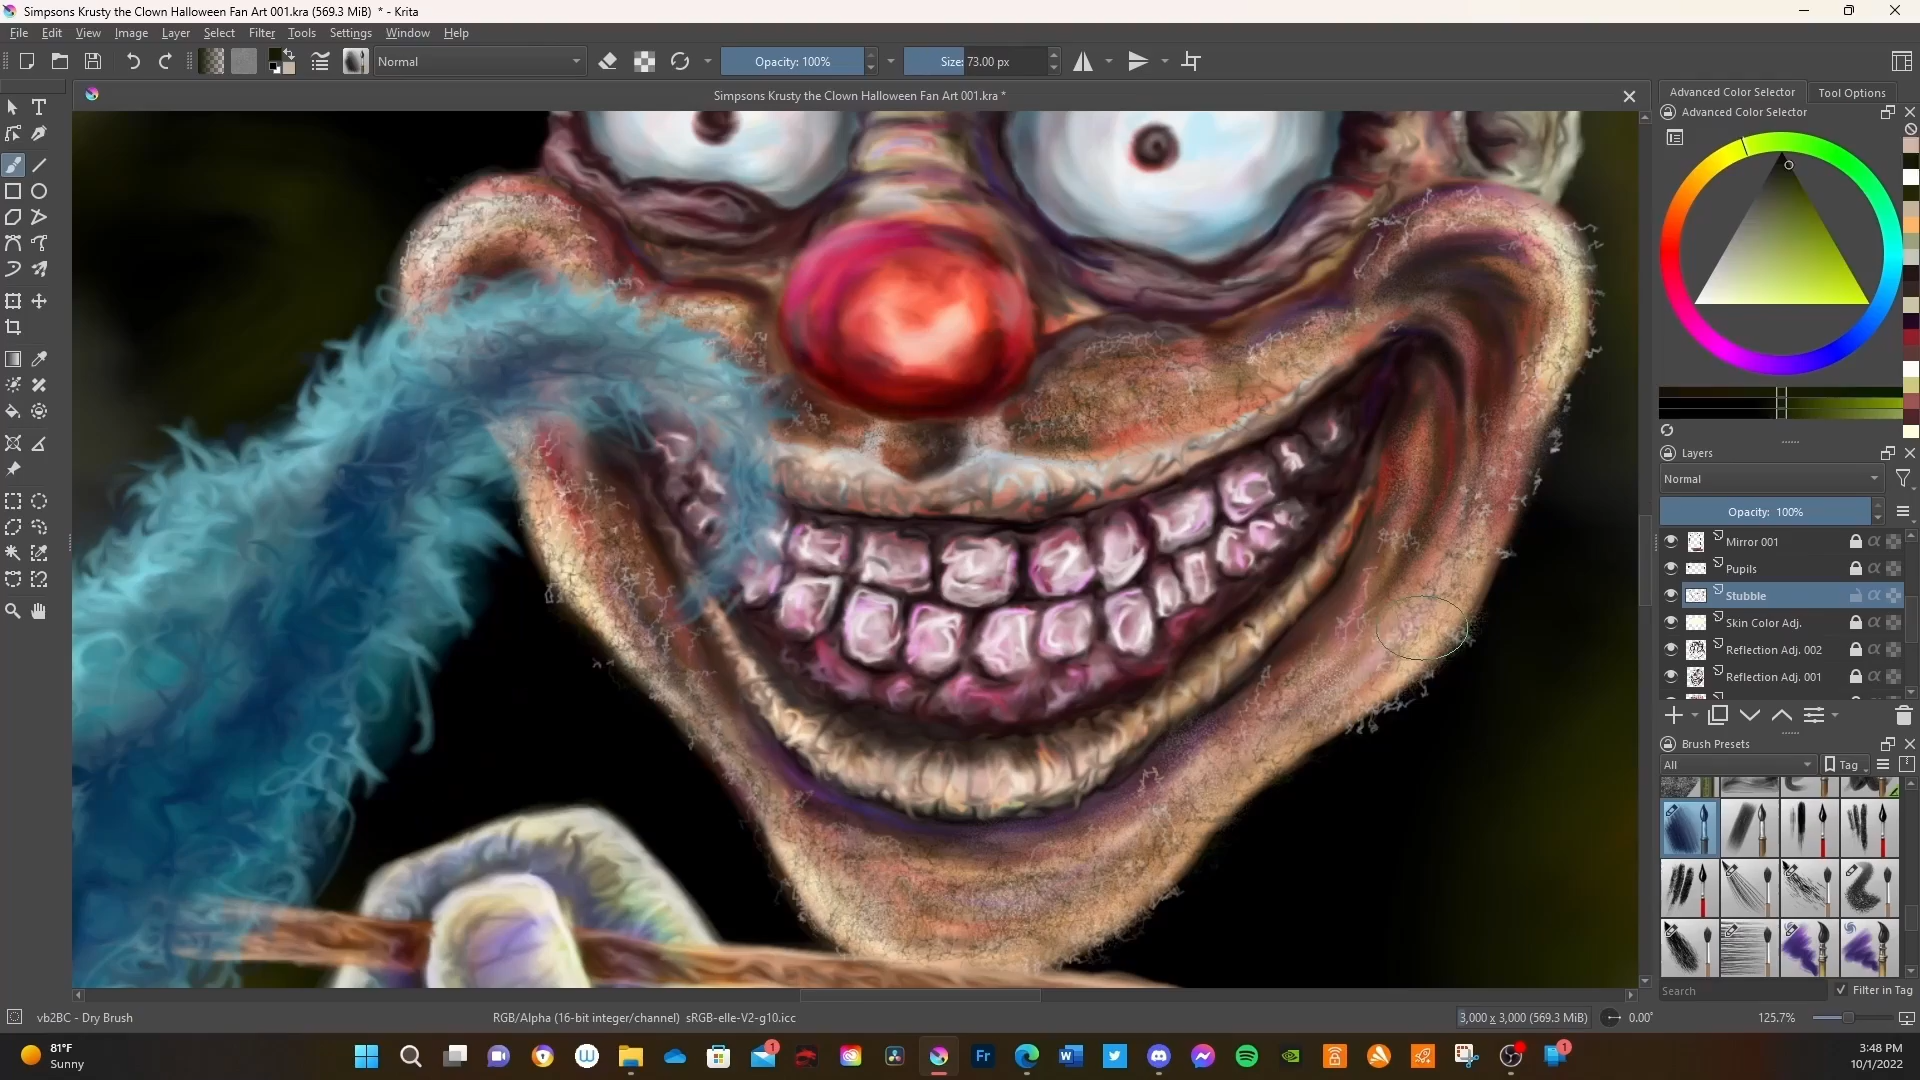 Simpsons Krusty the Clown Halloween Fan Art 001.kra (569.3 MiB) * - Krita
File Edit View Image Layer Select Filter Tools Settings Window Help
Normal Opacity: 100% Size: 73.00 px
Simpsons Krusty the Clown Halloween Fan Art 001.kra *
Advanced Color Selector Tool Options
Advanced Color Selector
Layers
Normal
Opacity: 100%
Mirror 001
Pupils
Stubble
Skin Color Adj.
Reflection Adj. 002
Reflection Adj. 001
Brush Presets
All Tag
Search Filter in Tag
vb2BC - Dry Brush RGB/Alpha (16-bit integer/channel) sRGB-elle-V2-g10.icc 3,000 x 3,000 (569.3 MiB) 0.00° 125.7%
81°F
Sunny
1
Fr
1
3:48 PM
10/1/2022